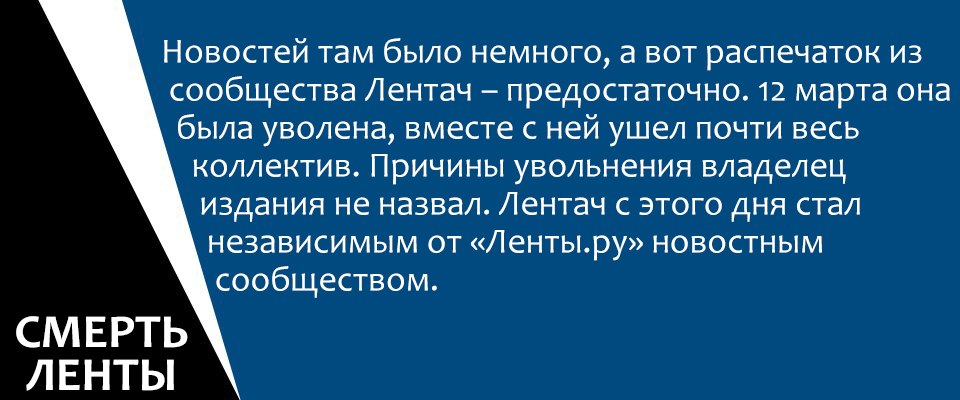 Новостей там было немного, а вот распечаток из
сообщества Лентач – предостаточно. 12 марта она
была уволена, вместе с ней ушел почти весь
коллектив. Причины увольнения владелец
издания не назвал. Лентач с этого дня стал
независимым от «Ленты.ру» новостным
сообществом.
СМЕРТЬ
ЛЕНТЫ